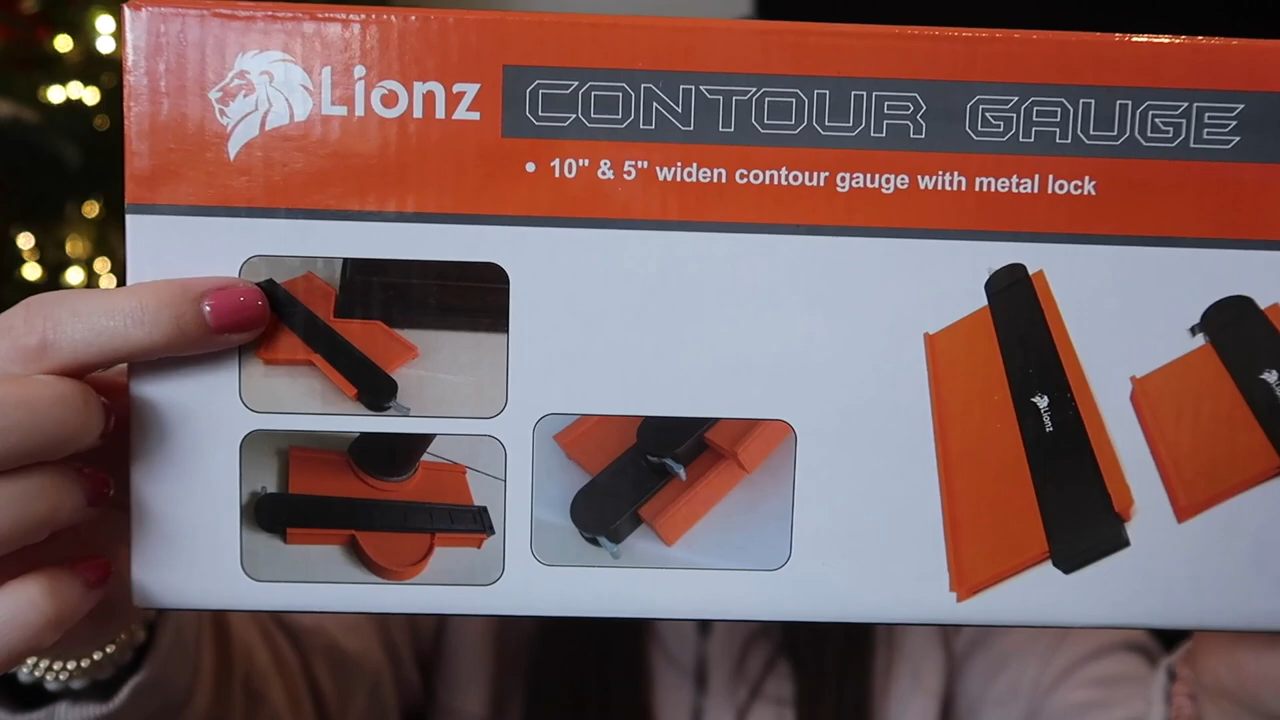 Lionz
CONTOUR GAUGE
• 10" & 5" widen contour gauge with metal lock
Lionz